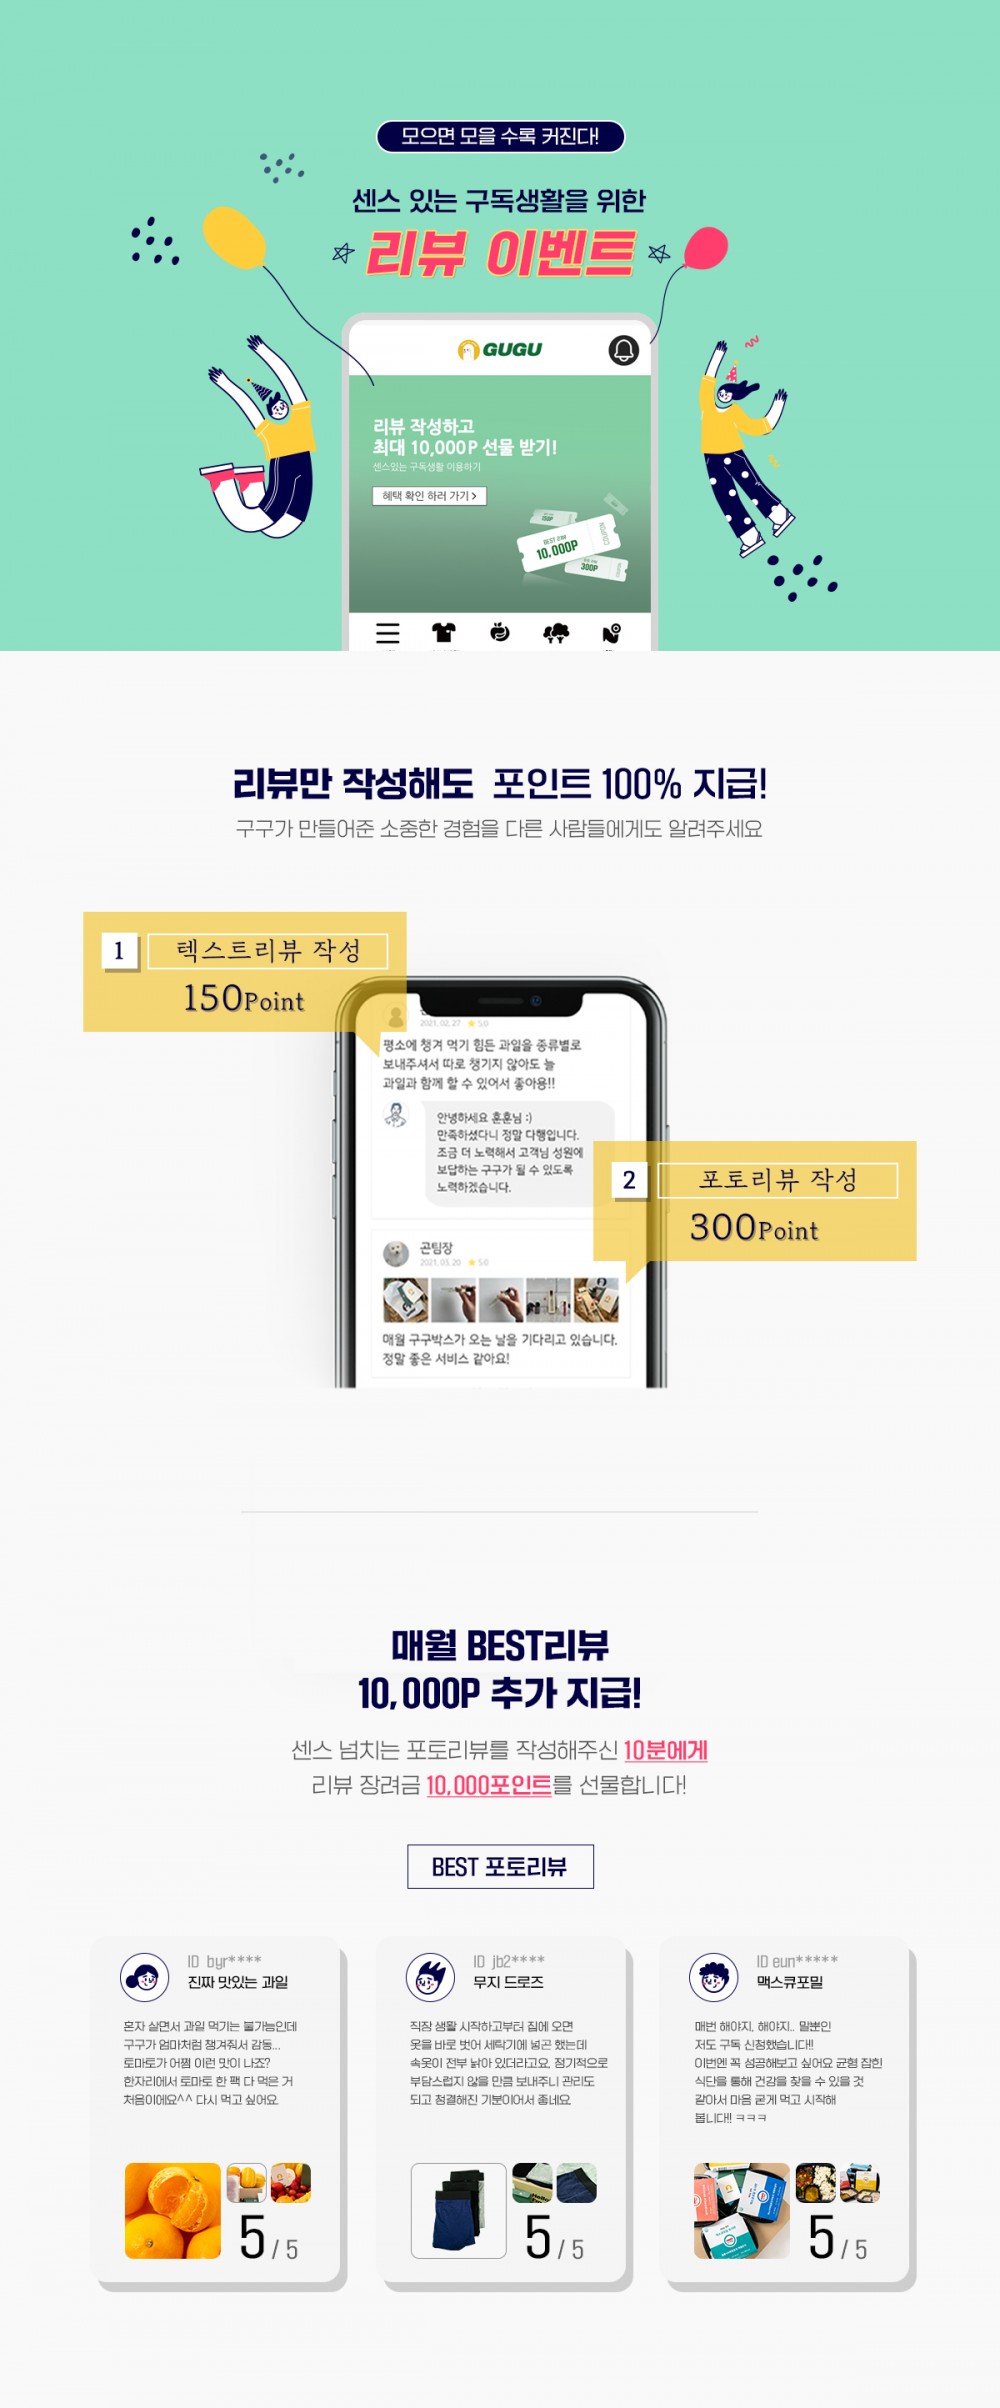 모으면 모을 수록 커진다!
센스 있는 구독생활을 위한
리뷰 이벤트
GUGU
리뷰 작성하고
최대 10,000P 선물 받기!
센스있는 구독생활 이용하기
혜택 확인 하러 가기 >
10,000P
COUPON
300P
리뷰만 작성해도 포인트 100% 지급!
구구가 만들어준 소중한 경험을 다른 사람들에게도 알려주세요
1 텍스트리뷰 작성
150Point
2021. 02. 27 ★ 5.0
평소에 챙겨 먹기 힘든 과일을 종류별로
보내주셔서 따로 챙기지 않아도 늘
과일과 함께 할 수 있어서 좋아용!!
안녕하세요 훈훈님 :)
만족하셨다니 정말 다행입니다.
조금 더 노력해서 고객님 성원에
보답하는 구구가 될 수 있도록
노력하겠습니다.
2 포토리뷰 작성
300Point
곤팀장
2021. 03. 20 ★ 5.0
매월 구구박스가 오는 날을 기다리고 있습니다.
정말 좋은 서비스 같아요!
매월 BEST리뷰
10,000P 추가 지급!
센스 넘치는 포토리뷰를 작성해주신 10분에게
리뷰 장려금 10,000포인트를 선물합니다!
BEST 포토리뷰
ID byr****
진짜 맛있는 과일
혼자 살면서 과일 먹기는 불가능인데
구구가 엄마처럼 챙겨줘서 감동...
토마토가 어쩜 이런 맛이 나죠?
한자리에서 토마토 한 팩 다 먹은 거
처음이에요^^ 다시 먹고 싶어요
5 / 5
ID jb2****
무지 드로즈
직장 생활 시작하고부터 집에 오면
옷을 바로 벗어 세탁기에 넣곤 했는데
속옷이 전부 낡아 있더라고요, 정기적으로
부담스럽지 않을 만큼 보내주니 관리도
되고 청결해진 기분이어서 좋네요
5 / 5
ID eun*****
맥스큐포밀
매번 해야지, 해야지.. 말뿐인
저도 구독 신청했습니다!!
이번엔 꼭 성공해보고 싶어요 균형 잡힌
식단을 통해 건강을 찾을 수 있을 것
같아서 마음 굳게 먹고 시작해
봅니다!! ㅋㅋㅋ
5 / 5